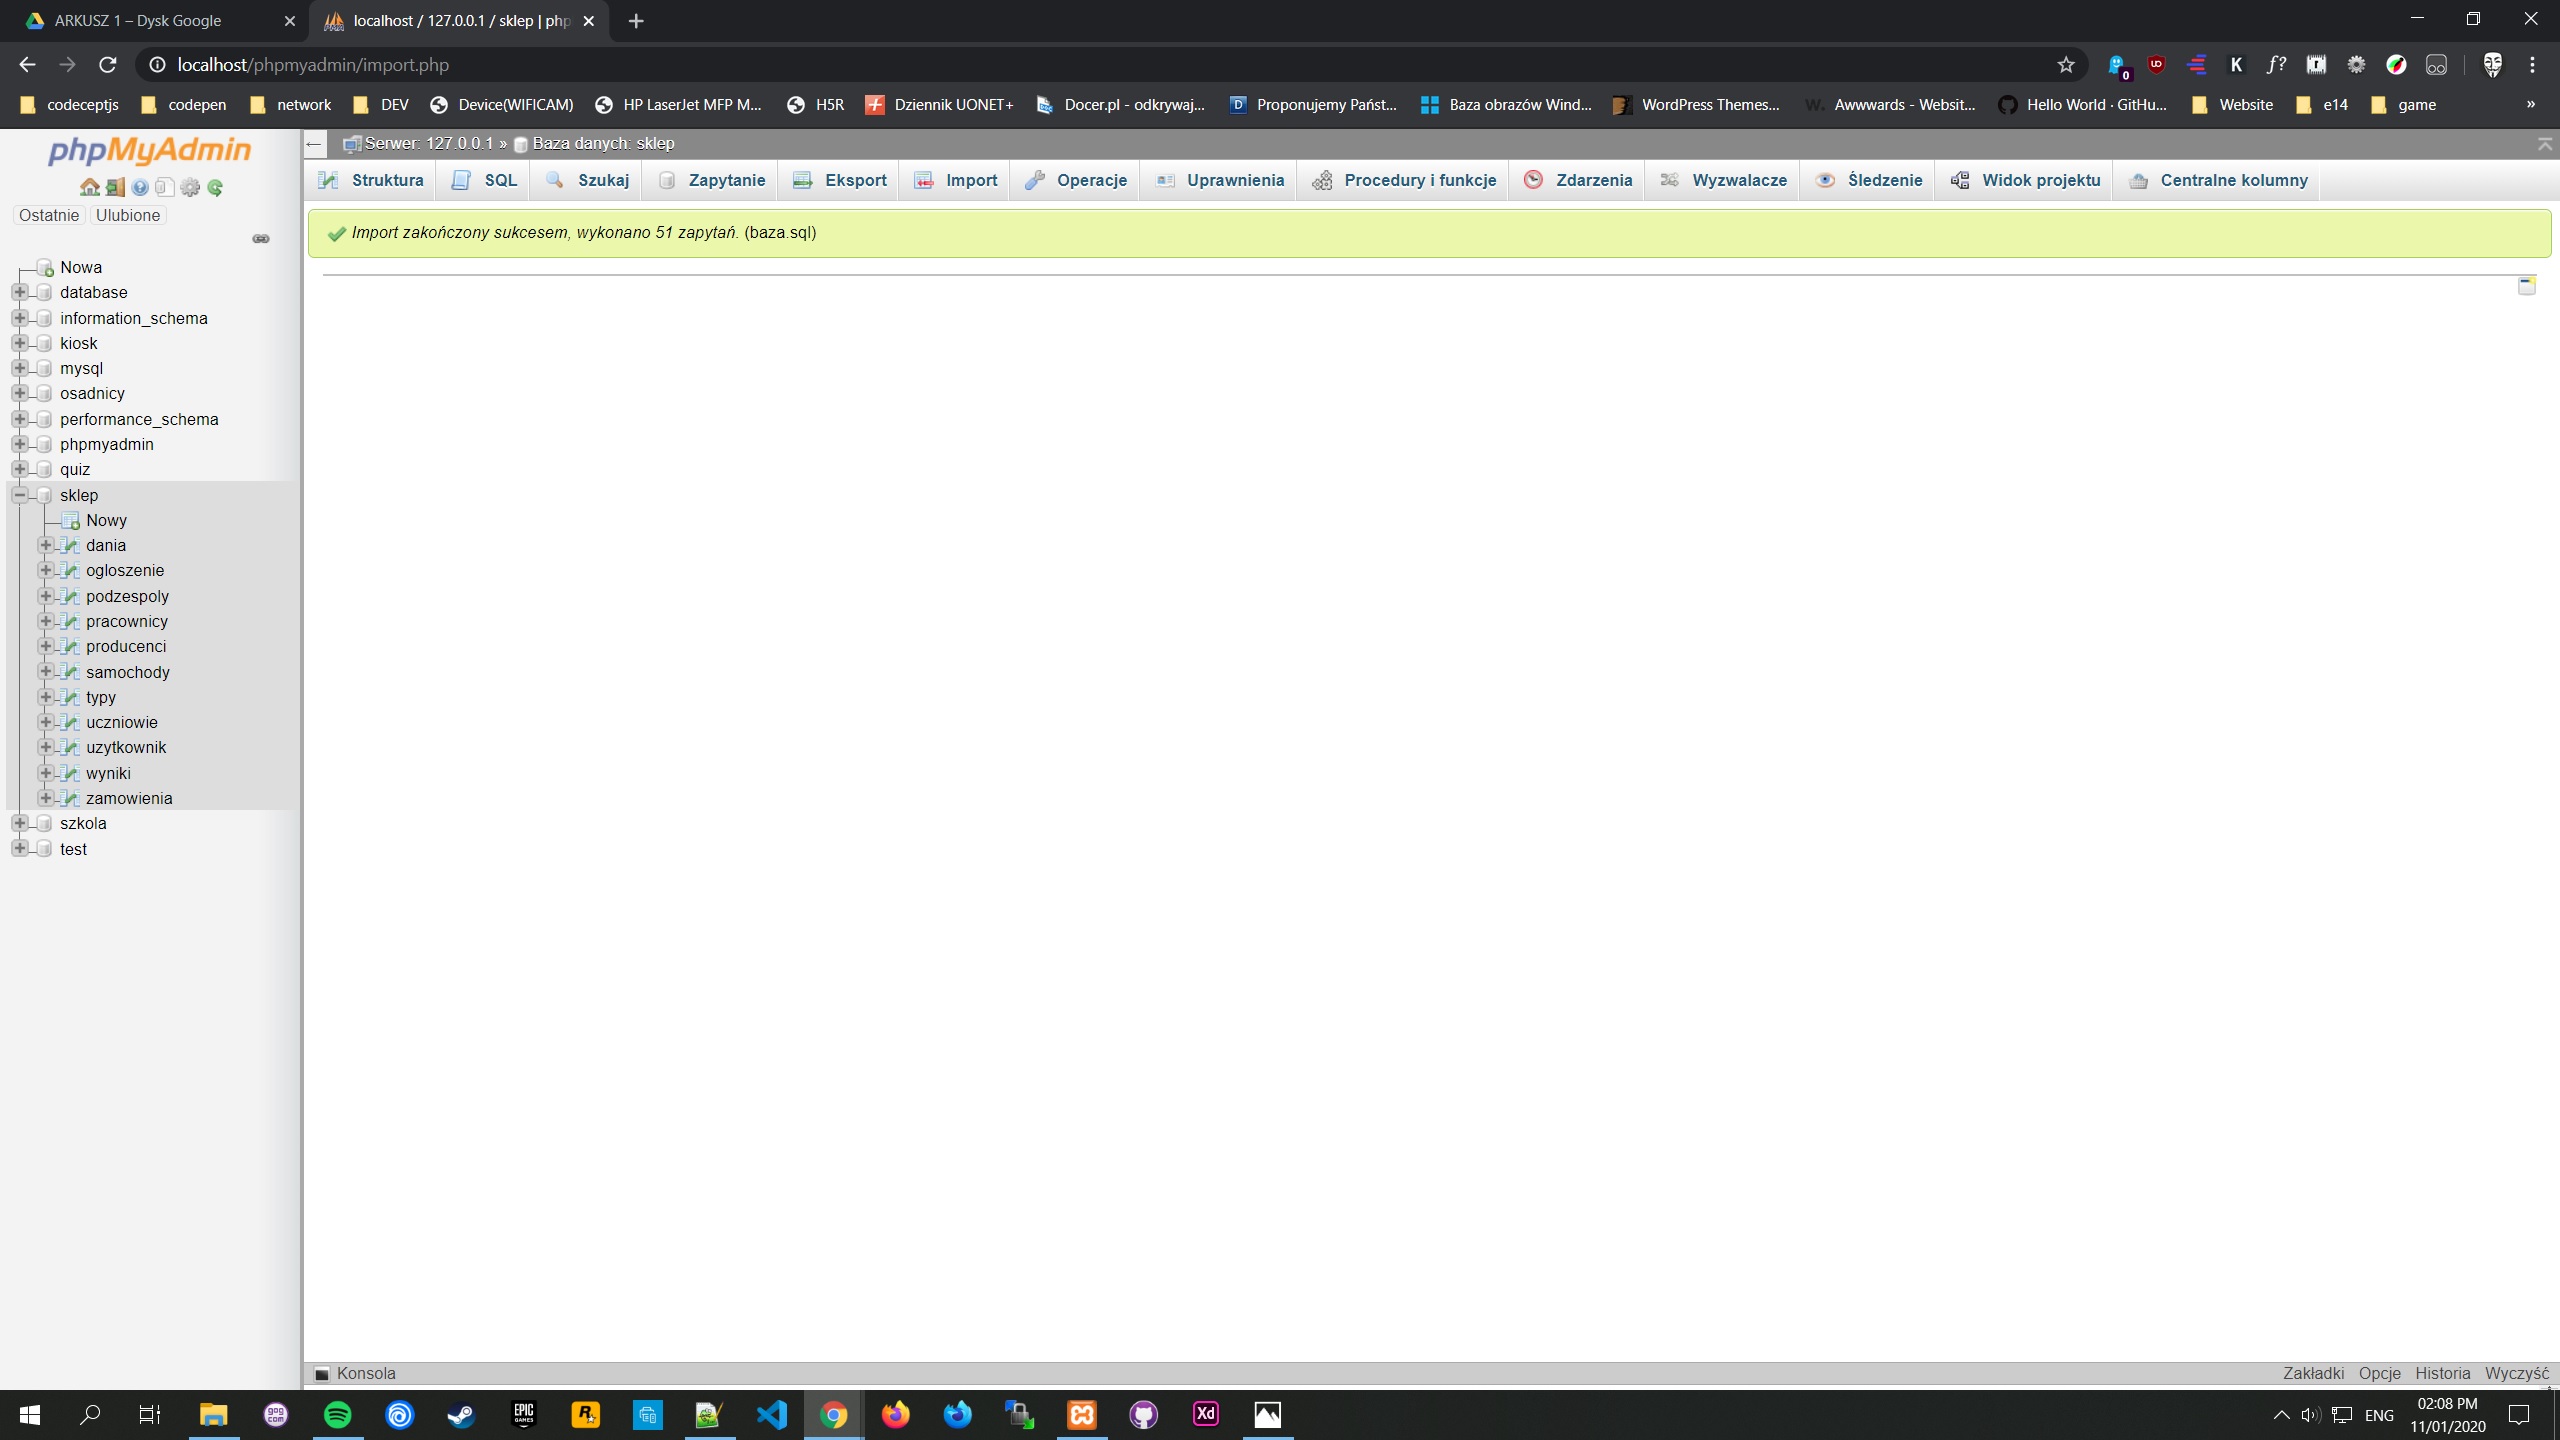 ARKUSZ 1 – Dysk Google
localhost / 127.0.0.1 / sklep | php
localhost/phpmyadmin/import.php
0
K
f?
codeceptjs
codepen
network
DEV
Device(WIFICAM)
HP LaserJet MFP M...
H5R
Dziennik UONET+
Docer.pl - odkrywaj...
Proponujemy Państ...
Baza obrazów Wind...
WordPress Themes...
Awwwards - Websit...
Hello World · GitHu...
Website
e14
game
»
phpMyAdmin
Ostatnie Ulubione
Nowa
database
information_schema
kiosk
mysql
osadnicy
performance_schema
phpmyadmin
quiz
sklep
Nowy
dania
ogloszenie
podzespoly
pracownicy
producenci
samochody
typy
uczniowie
uzytkownik
wyniki
zamowienia
szkola
test
Serwer: 127.0.0.1 » Baza danych: sklep
Struktura
SQL
Szukaj
Zapytanie
Eksport
Import
Operacje
Uprawnienia
Procedury i funkcje
Zdarzenia
Wyzwalacze
Śledzenie
Widok projektu
Centralne kolumny
Import zakończony sukcesem, wykonano 51 zapytań. (baza.sql)
Konsola
Zakładki Opcje Historia Wyczyść
gog com
EPIC GAMES
Xd
ENG
02:08 PM
11/01/2020